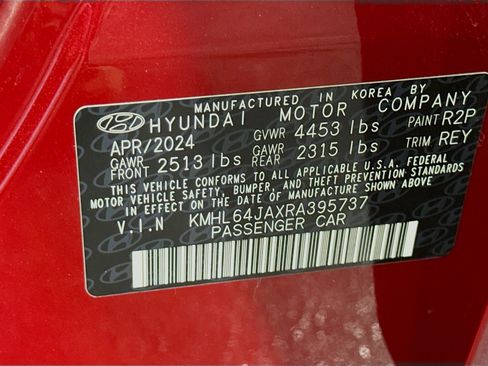 MANUFACTURED IN KOREA BY
HYUNDAI MOTOR COMPANY
APR/2024 GVWR 4453 lbs PAINT R2P
GAWR FRONT 2513 lbs GAWR REAR 2315 lbs TRIM REY
THIS VEHICLE CONFORMS TO ALL APPLICABLE U.S.A. FEDERAL
MOTOR VEHICLE SAFETY, BUMPER, AND THEFT PREVENTION STANDARDS
IN EFFECT ON THE DATE OF MANUFACTURE SHOWN ABOVE.
V.I.N KMHL64JAXRA395737
PASSENGER CAR